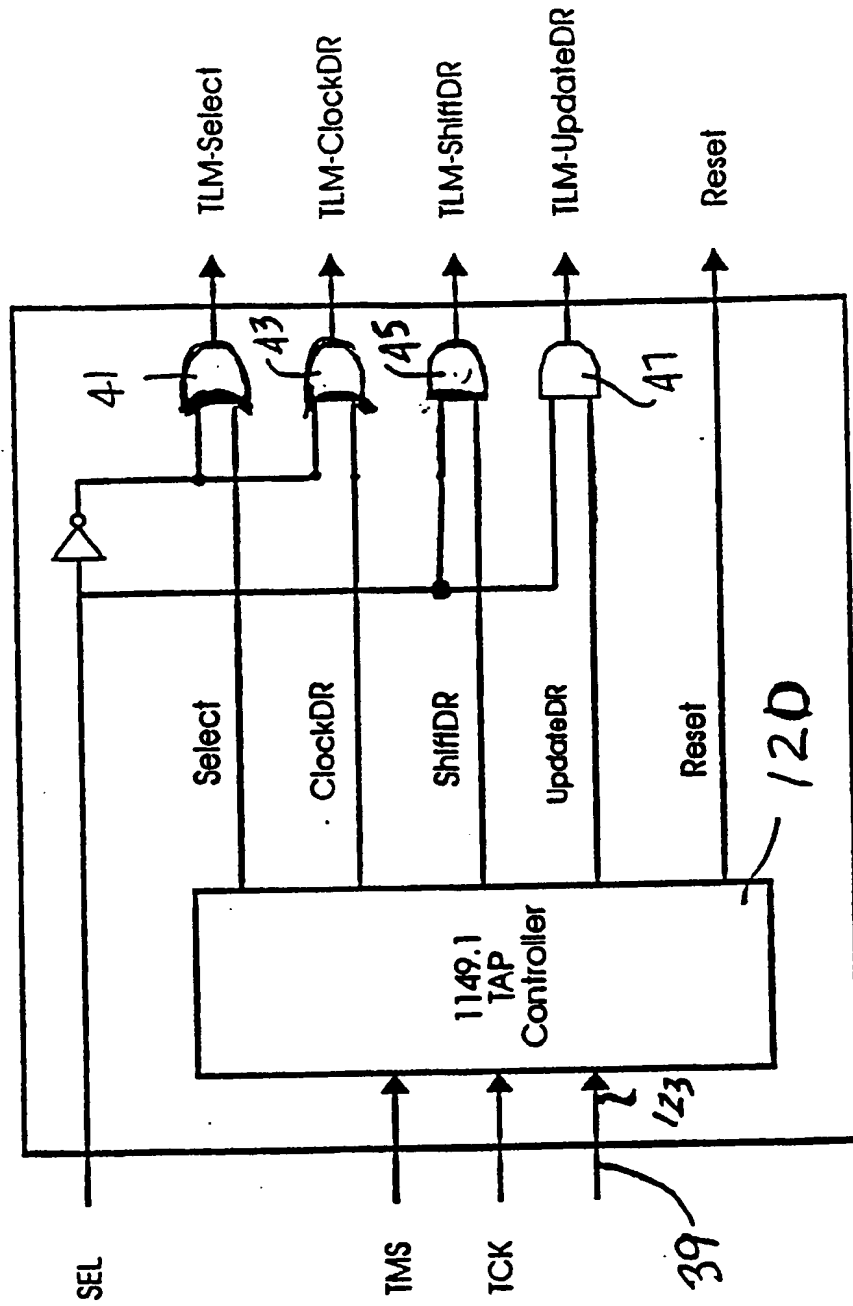 SEL
TMS
TCK
39
123
1149.1
TAP
Controller
120
Select
ClockDR
ShiftDR
UpdateDR
Reset
41
43
45
47
TLM-Select
TLM-ClockDR
TLM-ShiftDR
TLM-UpdateDR
Reset